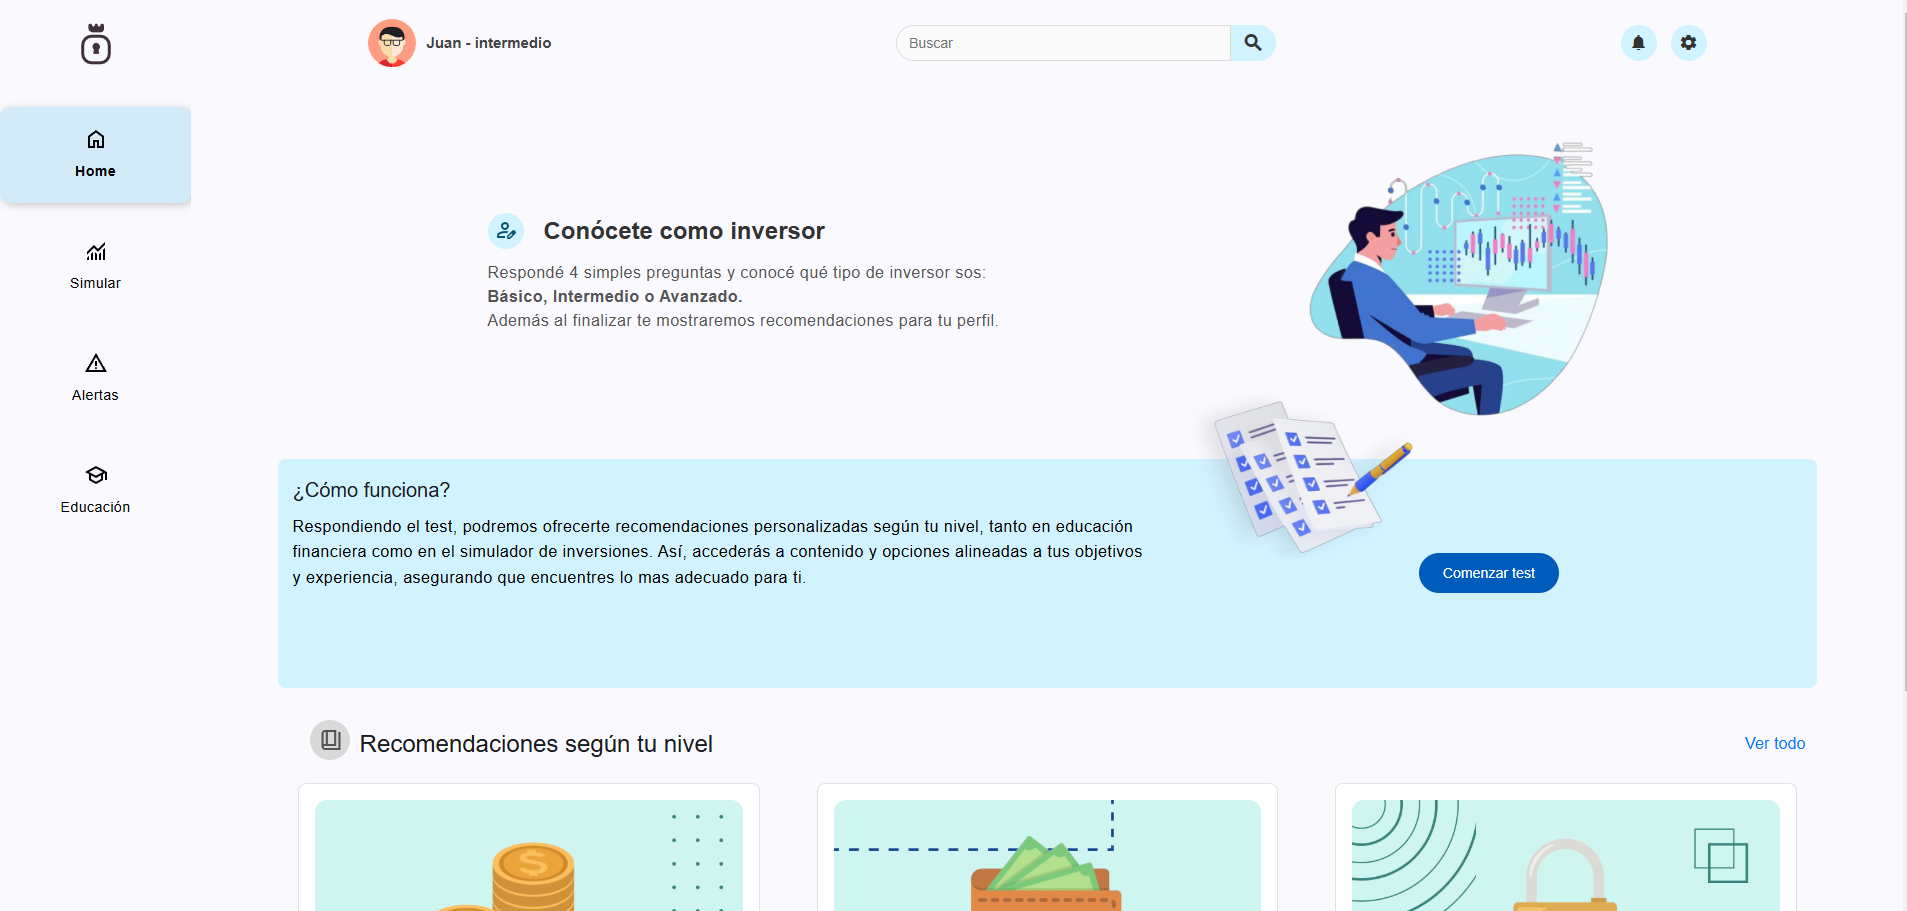 Juan - intermedio
Buscar
Home
Simular
Alertas
Educación
Conócete como inversor
Respondé 4 simples preguntas y conocé qué tipo de inversor sos:
Básico, Intermedio o Avanzado.
Además al finalizar te mostraremos recomendaciones para tu perfil.
¿Cómo funciona?
Respondiendo el test, podremos ofrecerte recomendaciones personalizadas según tu nivel, tanto en educación
financiera como en el simulador de inversiones. Así, accederás a contenido y opciones alineadas a tus objetivos
y experiencia, asegurando que encuentres lo mas adecuado para ti.
Comenzar test
Recomendaciones según tu nivel
Ver todo